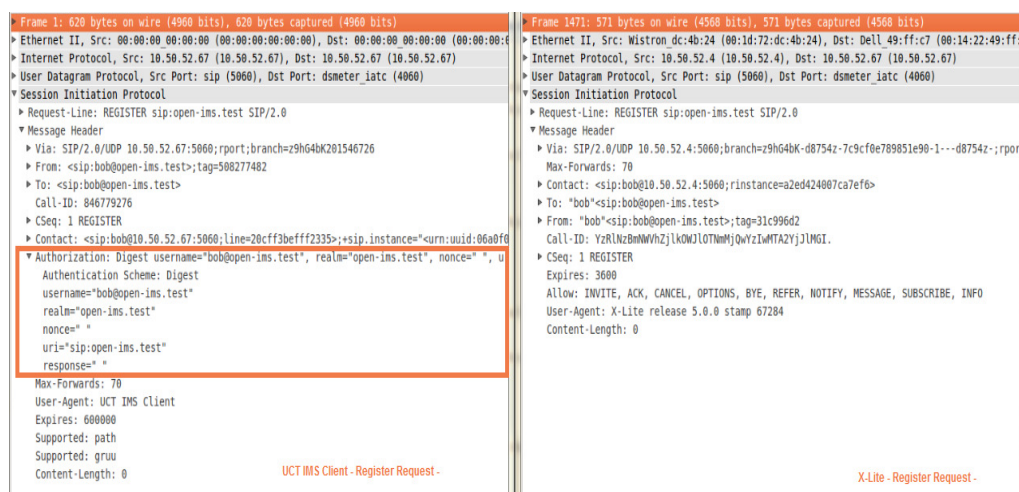 Frame 1: 620 bytes on wire (4960 bits), 620 bytes captured (4960 bits)
Ethernet II, Src: 00:00:00_00:00:00 (00:00:00:00:00:00), Dst: 00:00:00_00:00:00 (00:00:00:
Internet Protocol, Src: 10.50.52.67 (10.50.52.67), Dst: 10.50.52.67 (10.50.52.67)
User Datagram Protocol, Src Port: sip (5060), Dst Port: dsmeter_iatc (4060)
Session Initiation Protocol
Request-Line: REGISTER sip:open-ims.test SIP/2.0
Message Header
Via: SIP/2.0/UDP 10.50.52.67:5060;rport;branch=z9hG4bK201546726
From: <sip:bob@open-ims.test>;tag=508277482
To: <sip:bob@open-ims.test>
Call-ID: 846779276
CSeq: 1 REGISTER
Contact: <sip:bob@10.50.52.67:5060;line=20cff3befff2335>;+sip.instance="<urn:uuid:06a0f0
Authorization: Digest username="bob@open-ims.test", realm="open-ims.test", nonce=" ", u
Authentication Scheme: Digest
username="bob@open-ims.test"
realm="open-ims.test"
nonce=" "
uri="sip:open-ims.test"
response=" "
Max-Forwards: 70
User-Agent: UCT IMS Client
Expires: 600000
Supported: path
Supported: gruu
Content-Length: 0
UCT IMS Client - Register Request -
Frame 1471: 571 bytes on wire (4568 bits), 571 bytes captured (4568 bits)
Ethernet II, Src: Wistron_dc:4b:24 (00:1d:72:dc:4b:24), Dst: Dell_49:ff:c7 (00:14:22:49:ff:
Internet Protocol, Src: 10.50.52.4 (10.50.52.4), Dst: 10.50.52.67 (10.50.52.67)
User Datagram Protocol, Src Port: sip (5060), Dst Port: dsmeter_iatc (4060)
Session Initiation Protocol
Request-Line: REGISTER sip:open-ims.test SIP/2.0
Message Header
Via: SIP/2.0/UDP 10.50.52.4:5060;branch=z9hG4bK-d8754z-7c9cf0e789851e90-1---d8754z-;rpor
Max-Forwards: 70
Contact: <sip:bob@10.50.52.4:5060;rinstance=a2ed424007ca7ef6>
To: "bob"<sip:bob@open-ims.test>
From: "bob"<sip:bob@open-ims.test>;tag=31c996d2
Call-ID: YzRlNzBmNWVhZjlkOWJlOTNmMjQwYzIwMTA2YjJlMGI.
CSeq: 1 REGISTER
Expires: 3600
Allow: INVITE, ACK, CANCEL, OPTIONS, BYE, REFER, NOTIFY, MESSAGE, SUBSCRIBE, INFO
User-Agent: X-Lite release 5.0.0 stamp 67284
Content-Length: 0
X-Lite - Register Request -